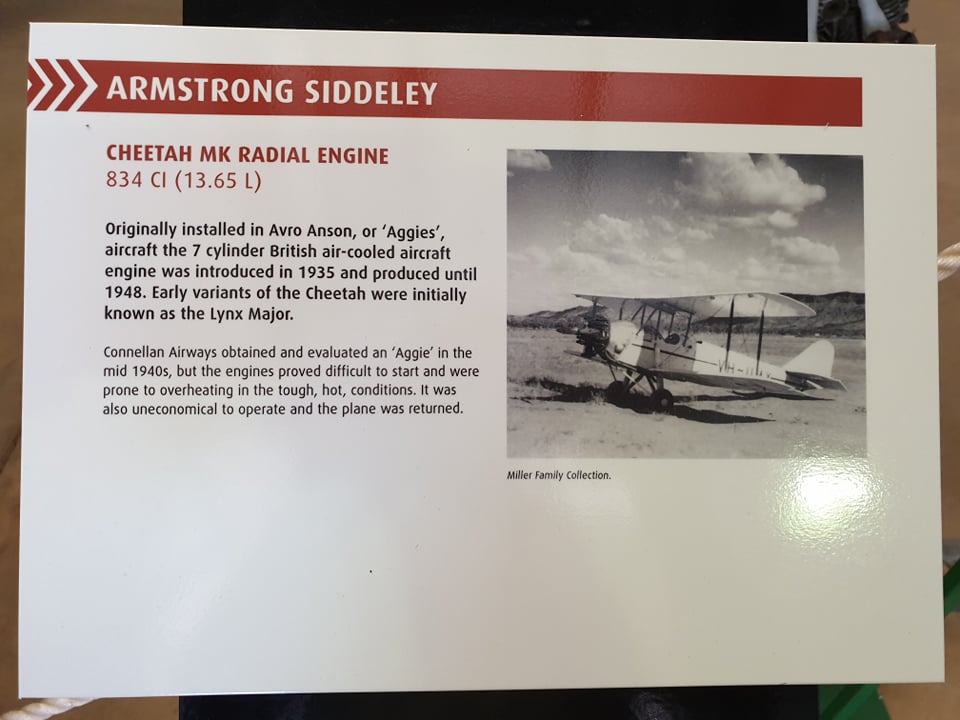 ARMSTRONG SIDDELEY
CHEETAH MK RADIAL ENGINE
834 CI (13.65 L)
Originally installed in Avro Anson, or ‘Aggies’,
aircraft the 7 cylinder British air-cooled aircraft
engine was introduced in 1935 and produced until
1948. Early variants of the Cheetah were initially
known as the Lynx Major.
Connellan Airways obtained and evaluated an ‘Aggie’ in the
mid 1940s, but the engines proved difficult to start and were
prone to overheating in the tough, hot, conditions. It was
also uneconomical to operate and the plane was returned.
Miller Family Collection.